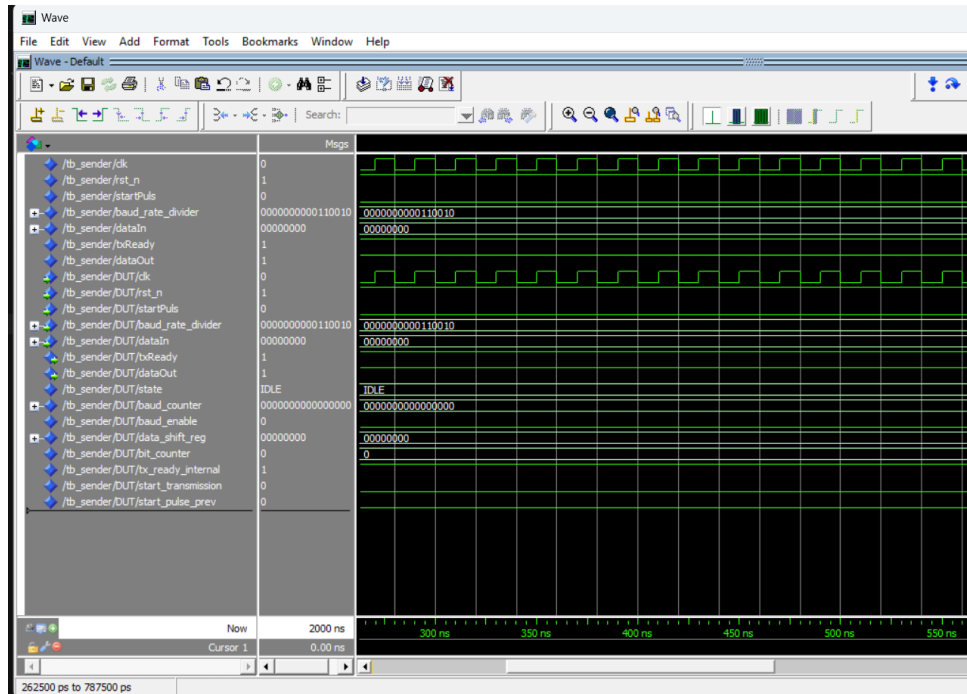 Wave
File Edit View Add Format Tools Bookmarks Window Help
Wave - Default
Search:
Msgs
/tb_sender/clk 0
/tb_sender/rst_n 1
/tb_sender/startPuls 0
/tb_sender/baud_rate_divider 0000000000110010 0000000000110010
/tb_sender/dataIn 00000000 00000000
/tb_sender/txReady 1
/tb_sender/dataOut 1
/tb_sender/DUT/clk 0
/tb_sender/DUT/rst_n 1
/tb_sender/DUT/startPuls 0
/tb_sender/DUT/baud_rate_divider 0000000000110010 0000000000110010
/tb_sender/DUT/dataIn 00000000 00000000
/tb_sender/DUT/txReady 1
/tb_sender/DUT/dataOut 1
/tb_sender/DUT/state IDLE IDLE
/tb_sender/DUT/baud_counter 0000000000000000 0000000000000000
/tb_sender/DUT/baud_enable 0
/tb_sender/DUT/data_shift_reg 00000000 00000000
/tb_sender/DUT/bit_counter 0 0
/tb_sender/DUT/tx_ready_internal 1
/tb_sender/DUT/start_transmission 0
/tb_sender/DUT/start_pulse_prev 0
Now 2000 ns 300 ns 350 ns 400 ns 450 ns 500 ns 550 ns
Cursor 1 0.00 ns
262500 ps to 787500 ps